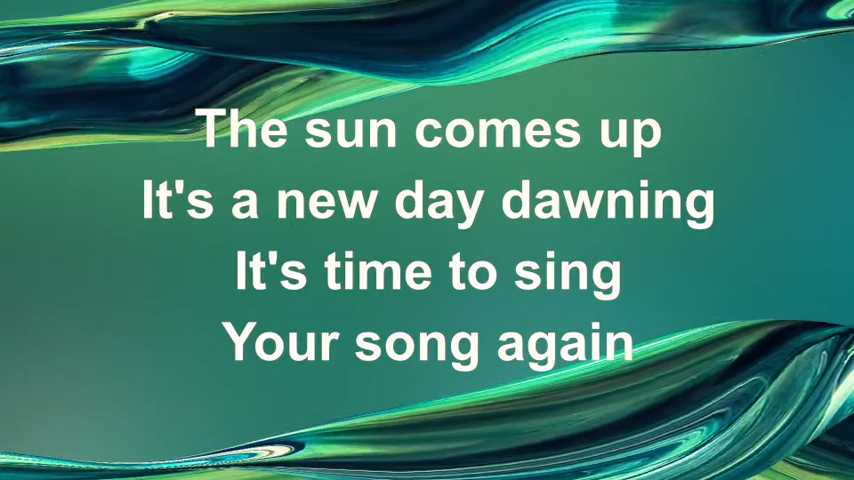 The sun comes up
It's a new day dawning
It's time to sing
Your song again